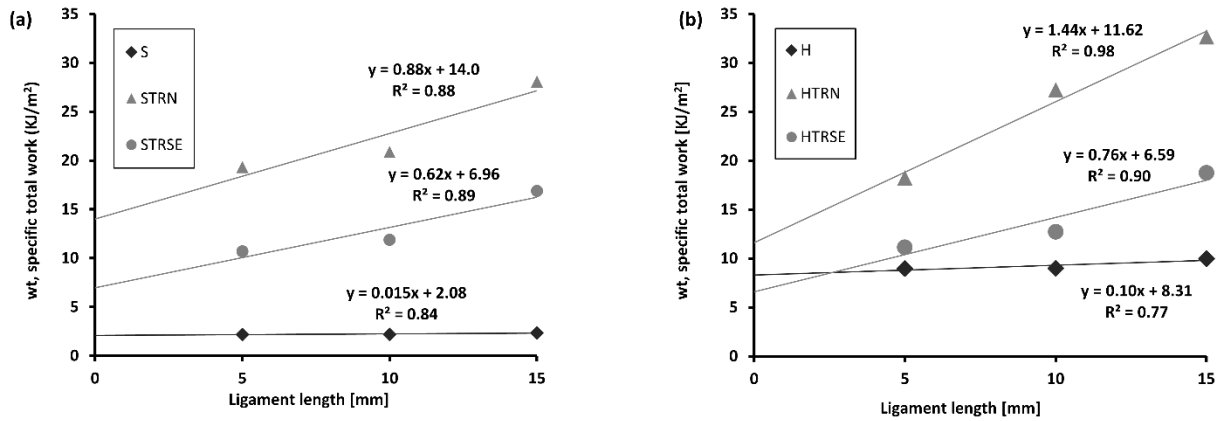 (a)
wt, specific total work (KJ/m²)
35
30
25
20
15
10
5
0
S
STRN
STRSE
y = 0.88x + 14.0
R² = 0.88
y = 0.62x + 6.96
R² = 0.89
y = 0.015x + 2.08
R² = 0.84
0 5 10 15
Ligament length [mm]
(b)
wt, specific total work [KJ/m²]
35
30
25
20
15
10
5
0
H
HTRN
HTRSE
y = 1.44x + 11.62
R² = 0.98
y = 0.76x + 6.59
R² = 0.90
y = 0.10x + 8.31
R² = 0.77
0 5 10 15
Ligament length [mm]